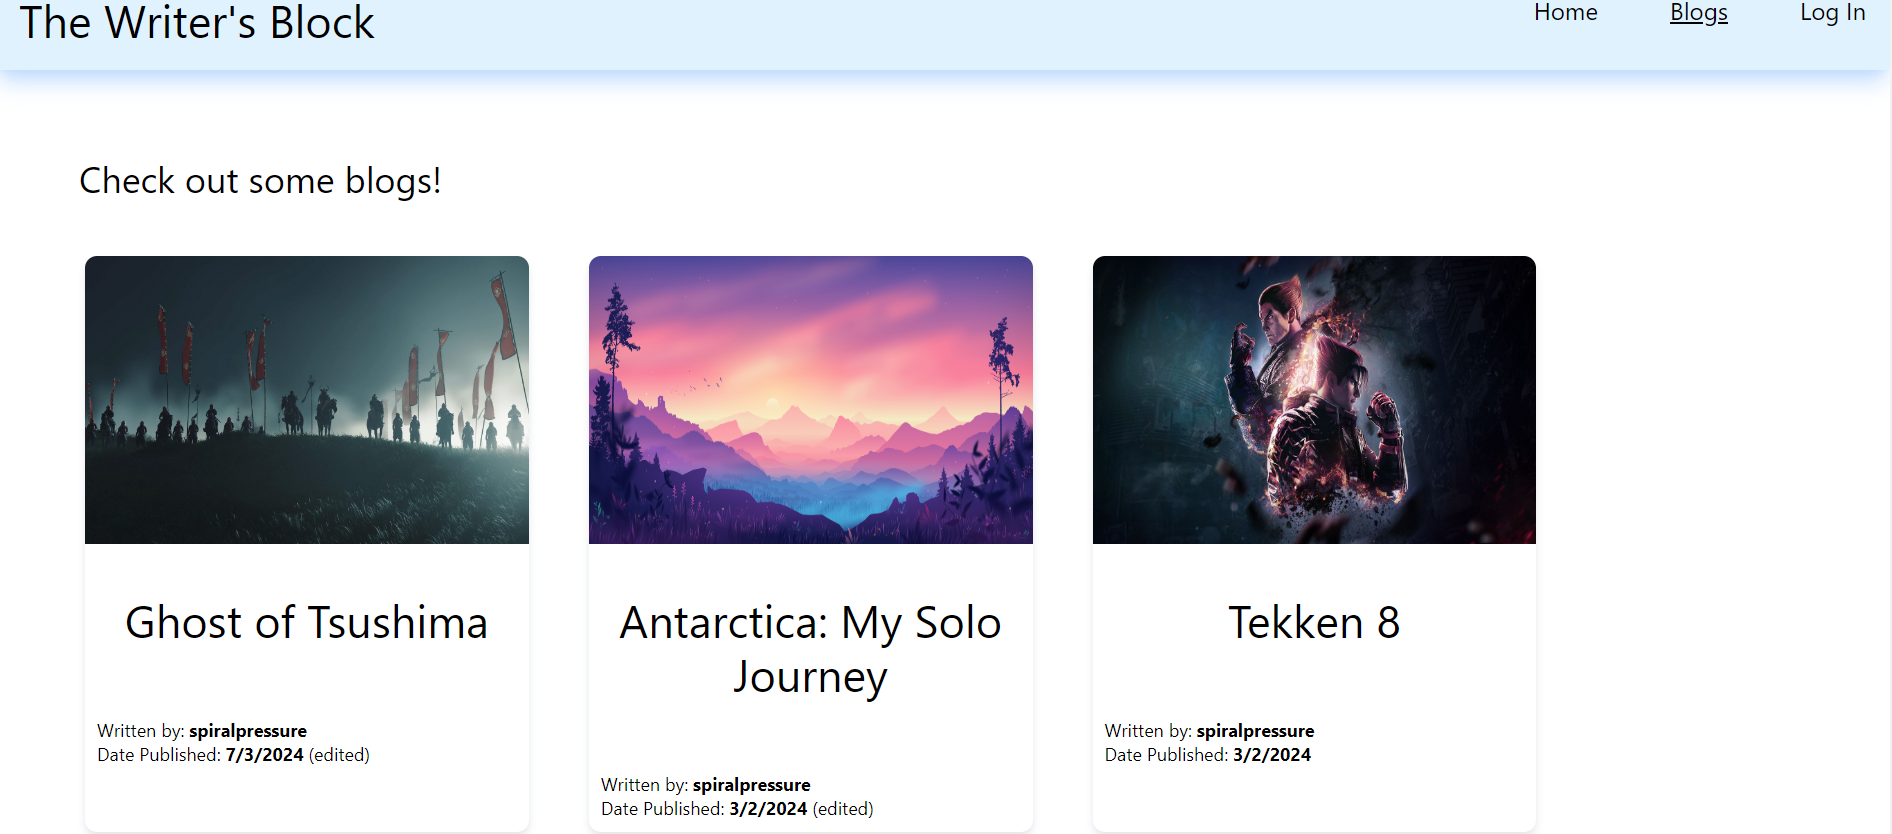 The Writer's Block
Home
Blogs
Log In
Check out some blogs!
Ghost of Tsushima
Written by: spiralpressure
Date Published: 7/3/2024 (edited)
Antarctica: My Solo
Journey
Written by: spiralpressure
Date Published: 3/2/2024 (edited)
Tekken 8
Written by: spiralpressure
Date Published: 3/2/2024